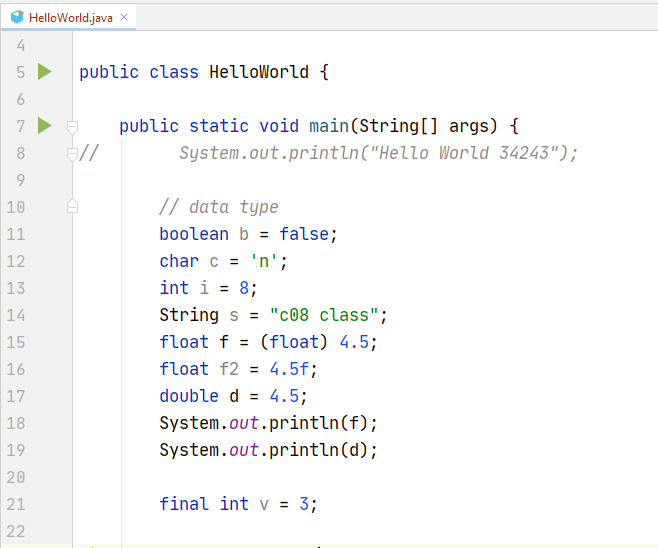 HelloWorld.java ×
4
5 public class HelloWorld {
6
7     public static void main(String[] args) {
8 //        System.out.println("Hello World 34243");
9
10         // data type
11         boolean b = false;
12         char c = 'n';
13         int i = 8;
14         String s = "c08 class";
15         float f = (float) 4.5;
16         float f2 = 4.5f;
17         double d = 4.5;
18         System.out.println(f);
19         System.out.println(d);
20
21         final int v = 3;
22